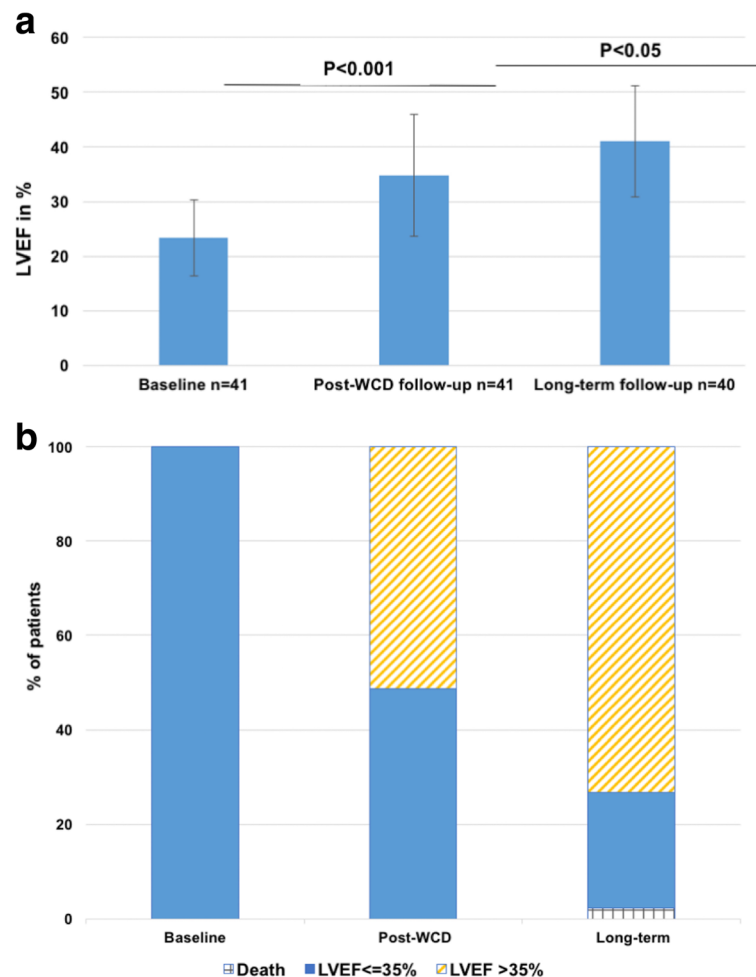 a
60
50
40
30
20
10
0
LVEF in %
P<0.001
P<0.05
Baseline n=41
Post-WCD follow-up n=41
Long-term follow-up n=40
b
100
80
60
40
20
0
% of patients
Baseline
Post-WCD
Long-term
Death
LVEF<=35%
LVEF >35%